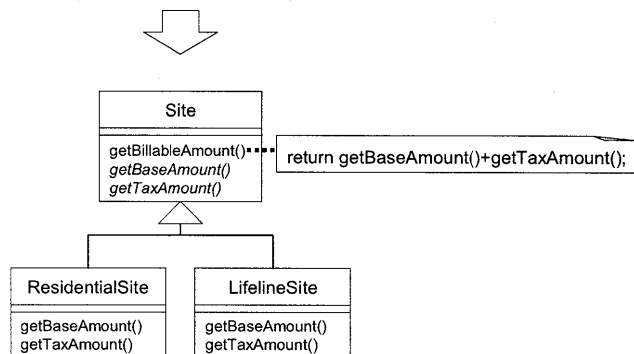 Site
getBillableAmount()
return getBaseAmount()+getTaxAmount();
getBaseAmount()
getTaxAmount()
ResidentialSite
getBaseAmount()
getTaxAmount()
LifelineSite
getBaseAmount()
getTaxAmount()